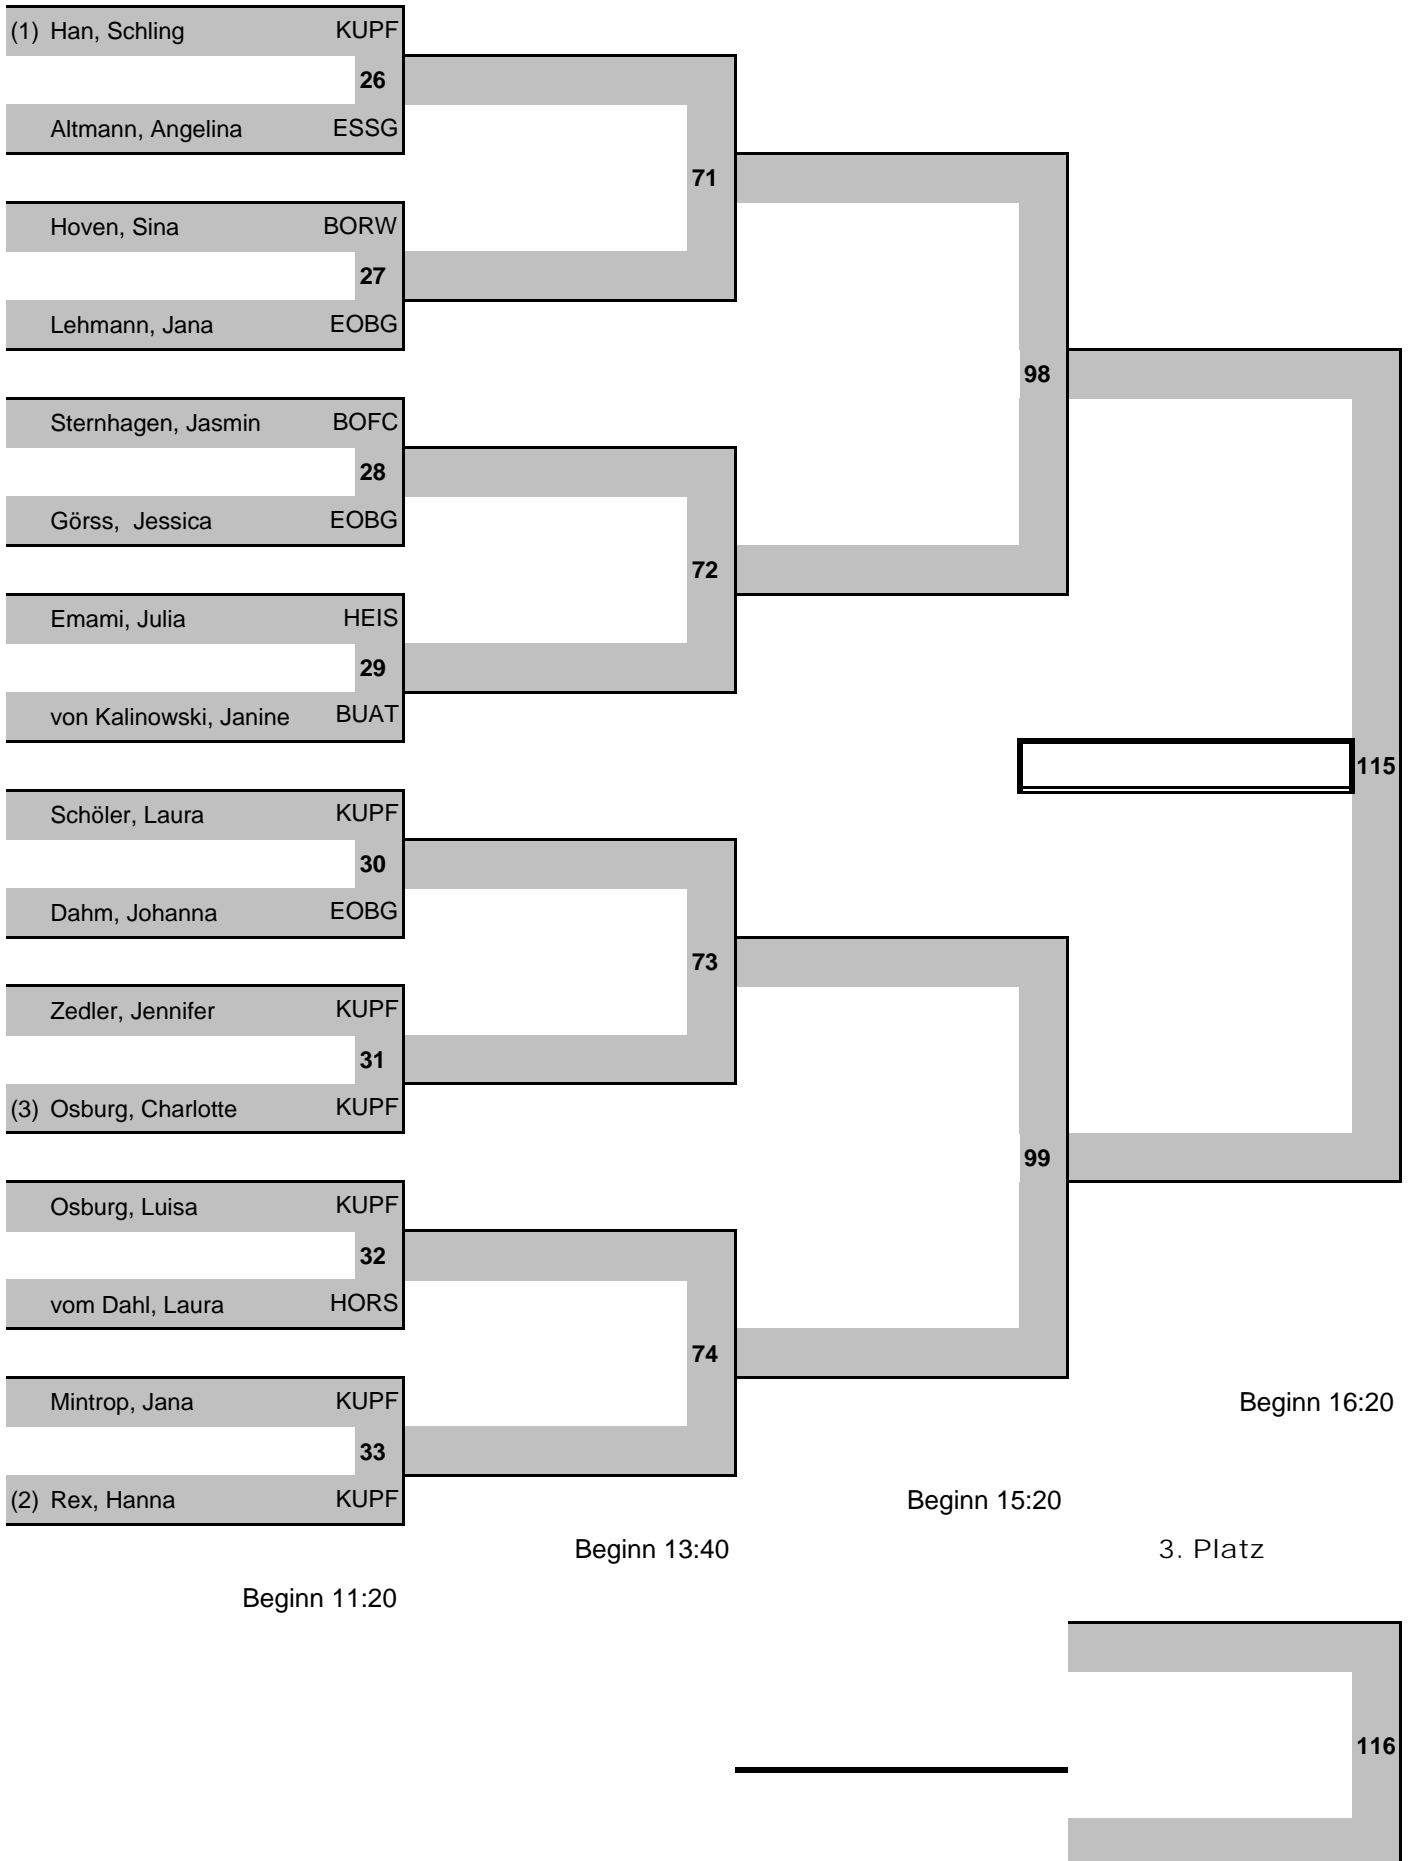 (1) Han, Schling KUPF
26
Altmann, Angelina ESSG
71
Hoven, Sina BORW
27
Lehmann, Jana EOBG
98
Sternhagen, Jasmin BOFC
28
Görss,  Jessica EOBG
72
Emami, Julia HEIS
29
von Kalinowski, Janine BUAT
115
Schöler, Laura KUPF
30
Dahm, Johanna EOBG
73
Zedler, Jennifer KUPF
31
(3) Osburg, Charlotte KUPF
99
Osburg, Luisa KUPF
32
vom Dahl, Laura HORS
74
Mintrop, Jana KUPF
Beginn 16:20
33
(2) Rex, Hanna KUPF
Beginn 15:20
Beginn 13:40
3. Platz
Beginn 11:20
116